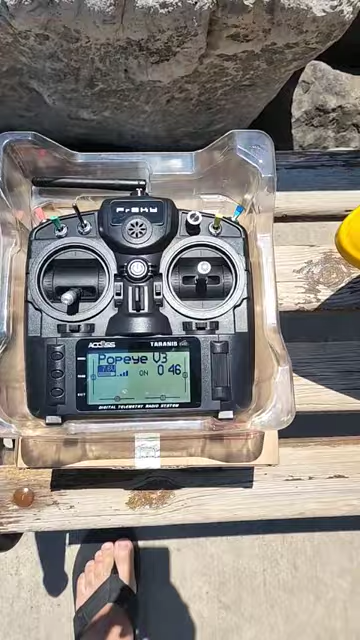 FrSKY
ACCESS
TARANIS
Popeye V3
ON 0 46
DIGITAL TELEMETRY RADIO SYSTEM